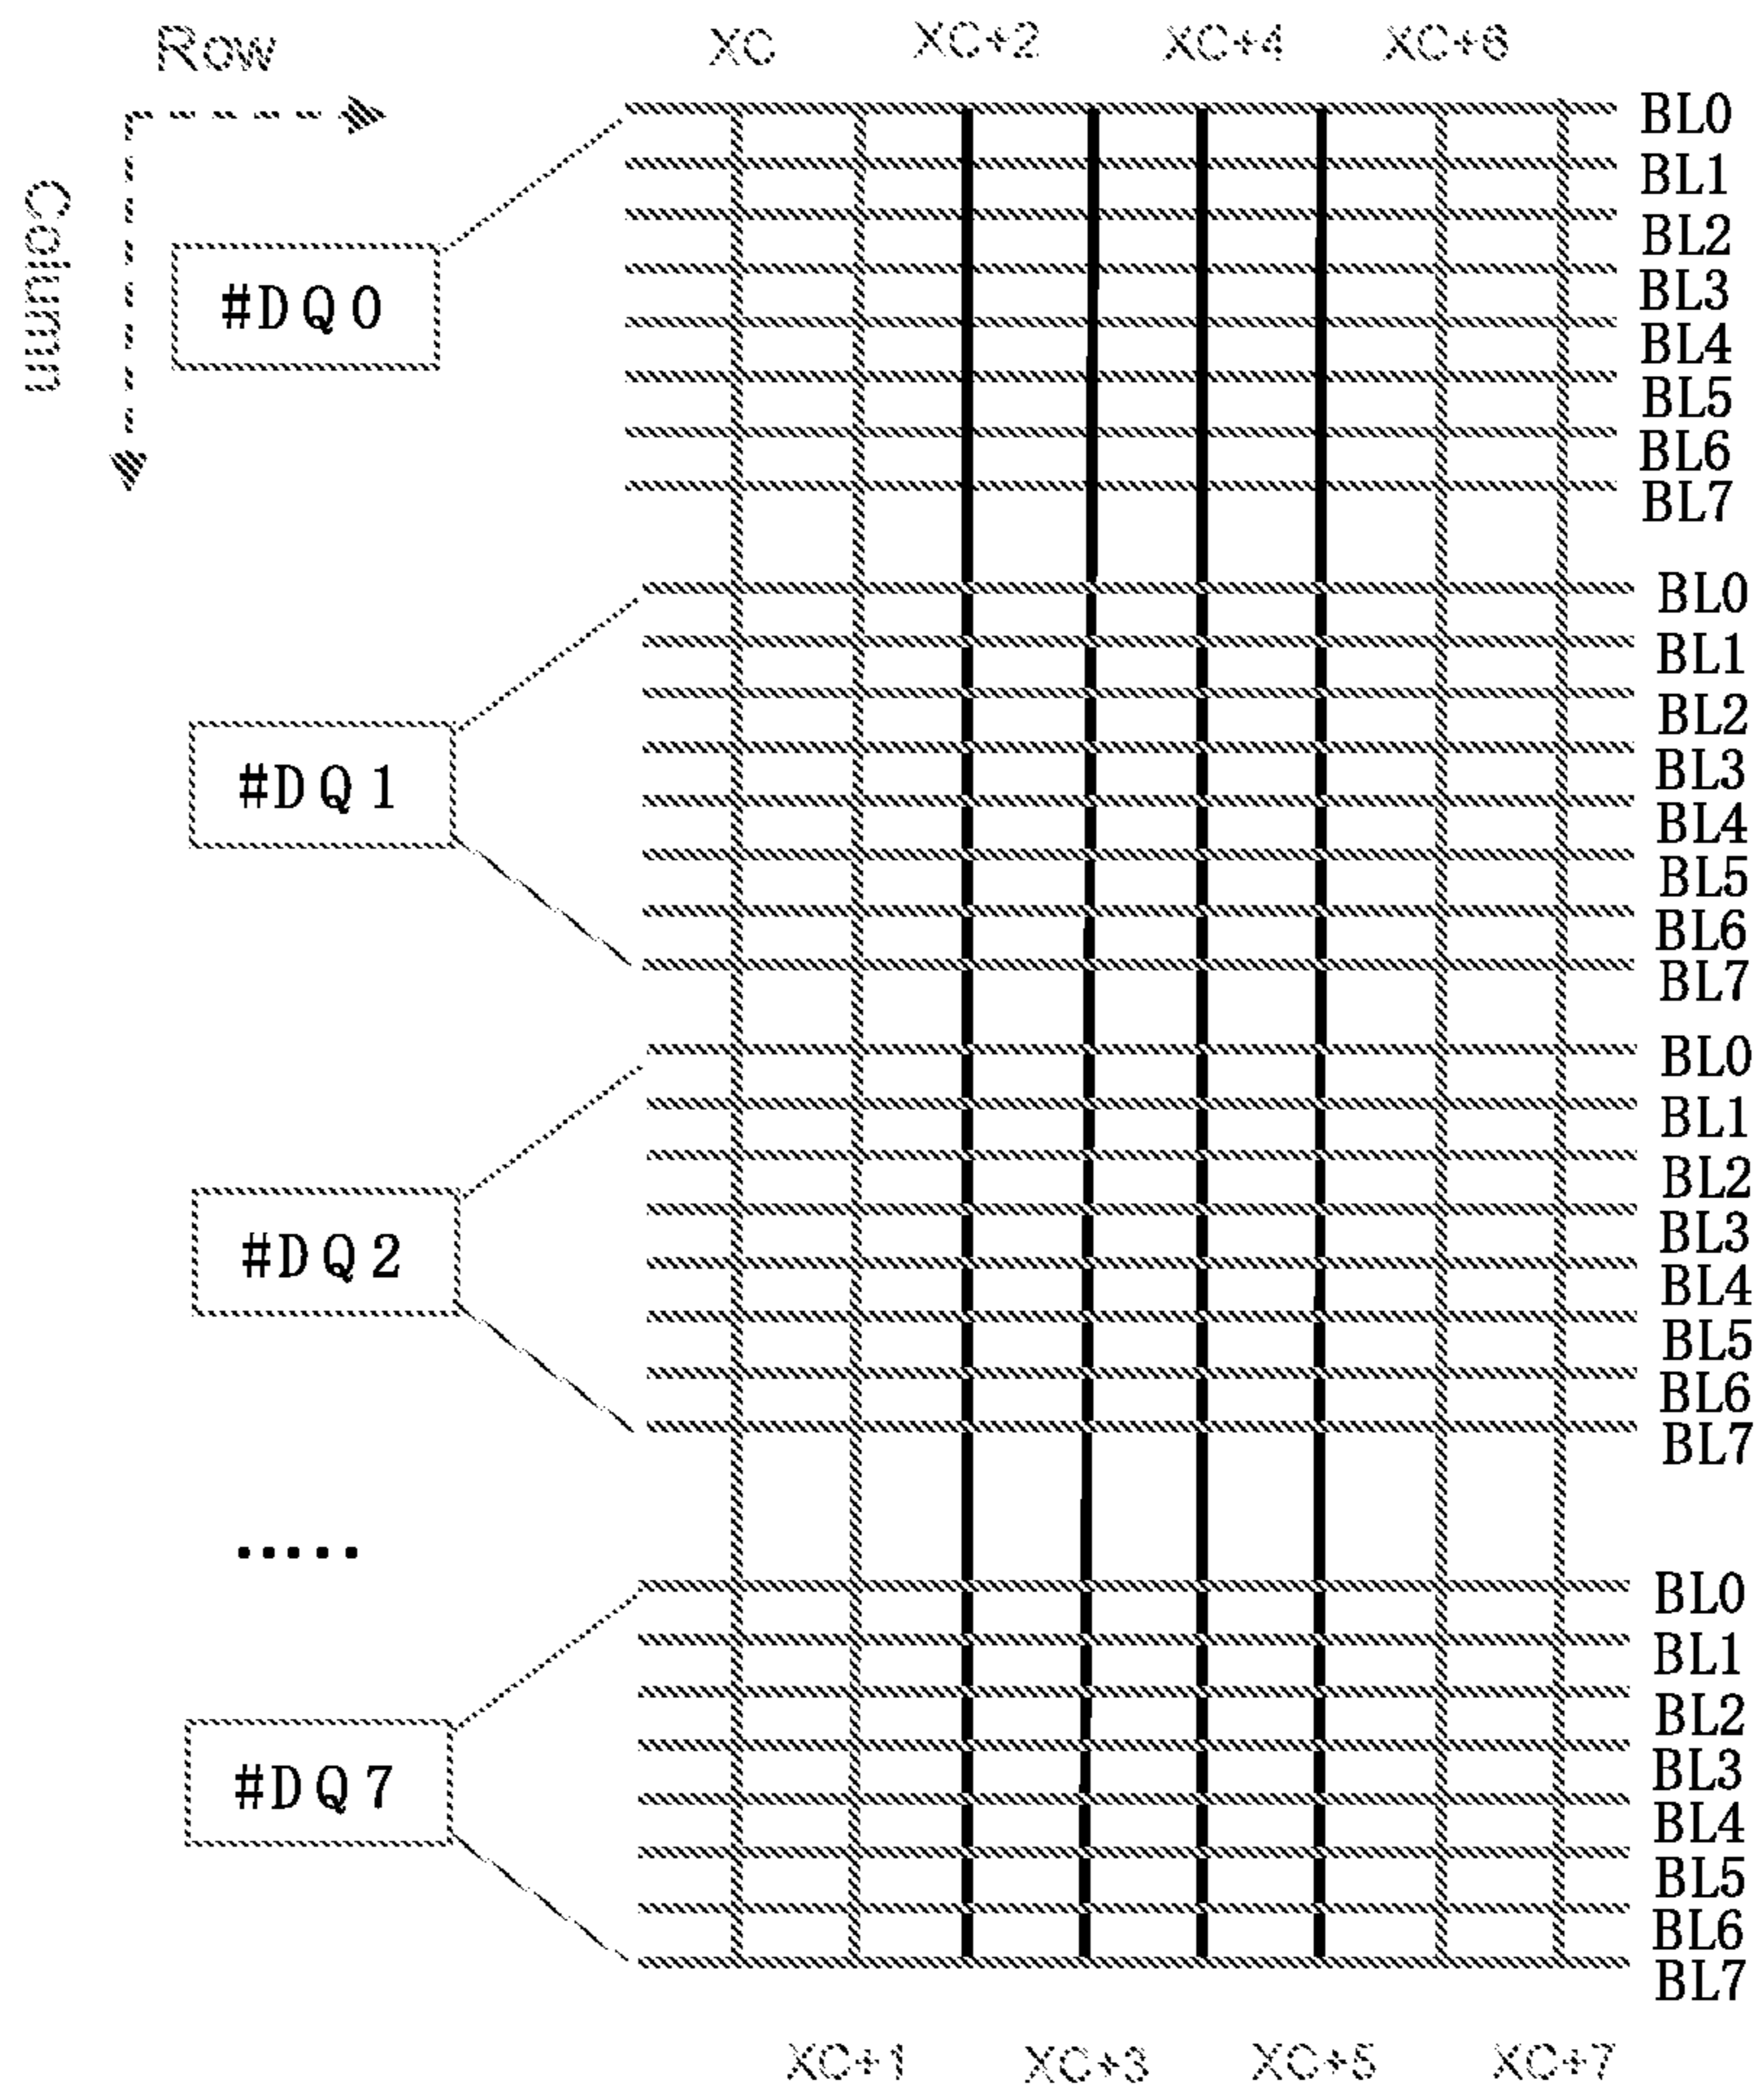 Row XC XC+2 XC+4 XC+6
Column
#DQ0
BL0
BL1
BL2
BL3
BL4
BL5
BL6
BL7
#DQ1
BL0
BL1
BL2
BL3
BL4
BL5
BL6
BL7
#DQ2
BL0
BL1
BL2
BL3
BL4
BL5
BL6
BL7
.....
#DQ7
BL0
BL1
BL2
BL3
BL4
BL5
BL6
BL7
XC+1 XC+3 XC+5 XC+7